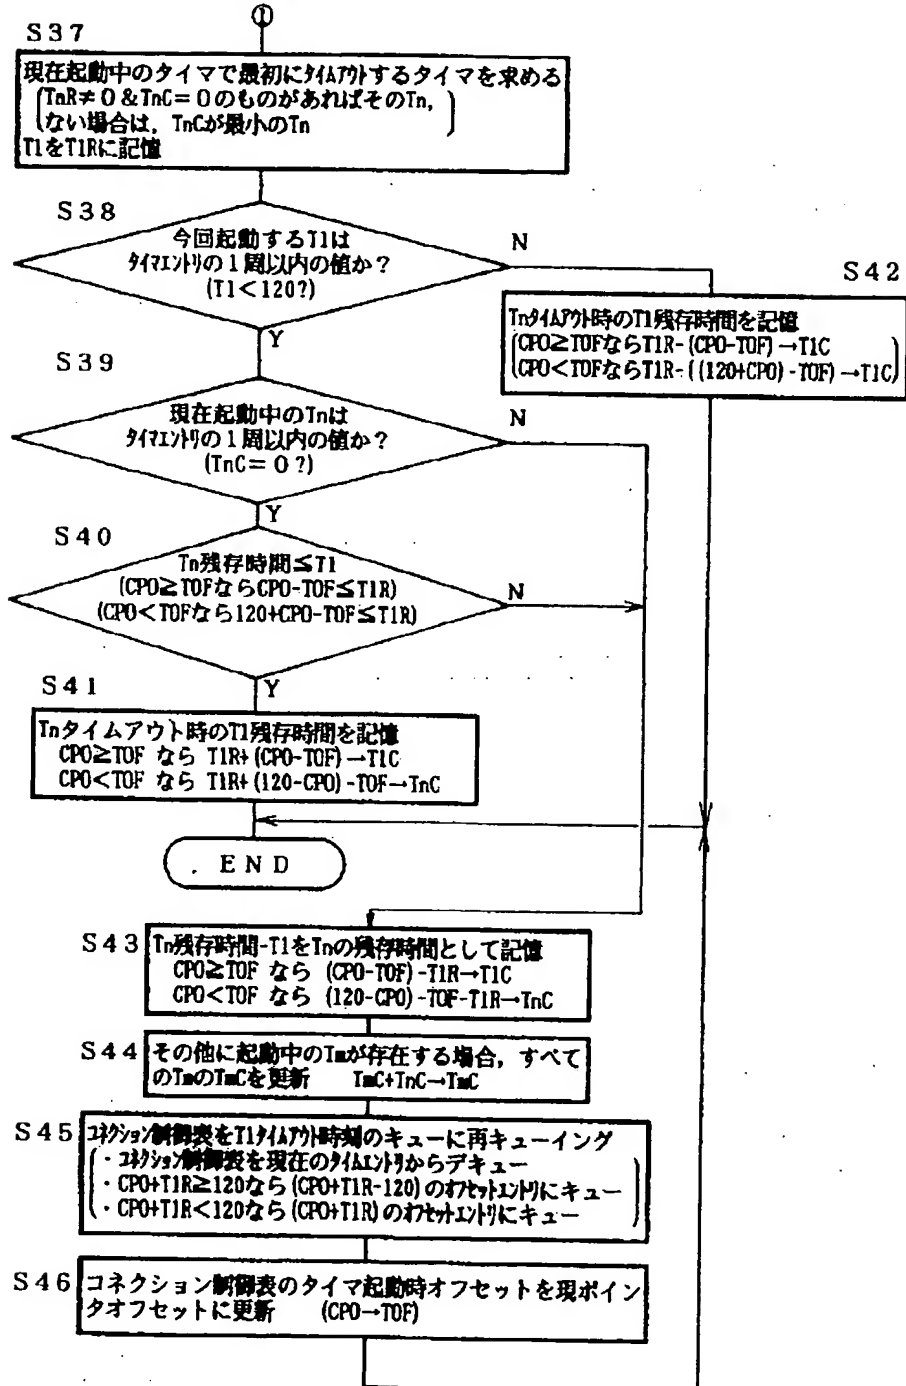 ①
S37
現在起動中のタイマで最初にタイムアウトするタイマを求める
(TnR≠0&TnC=0のものがあればそのTn,
ない場合は,TnCが最小のTn)
T1をT1Rに記憶
S38
今回起動するT1は
タイマエントリの1周以内の値か?
(T1<120?)
N
Y
S42
Tnタイムアウト時のT1残存時間を記憶
(CPO≥TOFならT1R-(CPO-TOF)→T1C
CPO<TOFならT1R-((120+CPO)-TOF)→T1C)
S39
現在起動中のTnは
タイマエントリの1周以内の値か?
(TnC=0?)
N
Y
S40
Tn残存時間≦T1
(CPO≥TOFならCPO-TOF≦T1R)
(CPO<TOFなら120+CPO-TOF≦T1R)
N
Y
S41
Tnタイムアウト時のT1残存時間を記憶
CPO≥TOF なら T1R+(CPO-TOF)→T1C
CPO<TOF なら T1R+(120-CPO)-TOF→TnC
END
S43
Tn残存時間-T1をTnの残存時間として記憶
CPO≥TOF なら (CPO-TOF)-T1R→T1C
CPO<TOF なら (120-CPO)-TOF-T1R→TnC
S44
その他に起動中のTmが存在する場合,すべて
のTmのTmCを更新 TmC+TnC→TmC
S45
コネクション制御表をT1タイムアウト時刻のキューに再キューイング
(・コネクション制御表を現在のタイムエントリからデキュー
・CPO+T1R≥120なら(CPO+T1R-120)のオフセットエントリにキュー
・CPO+T1R<120なら(CPO+T1R)のオフセットエントリにキュー)
S46
コネクション制御表のタイマ起動時オフセットを現ポイン
タオフセットに更新 (CPO→TOF)